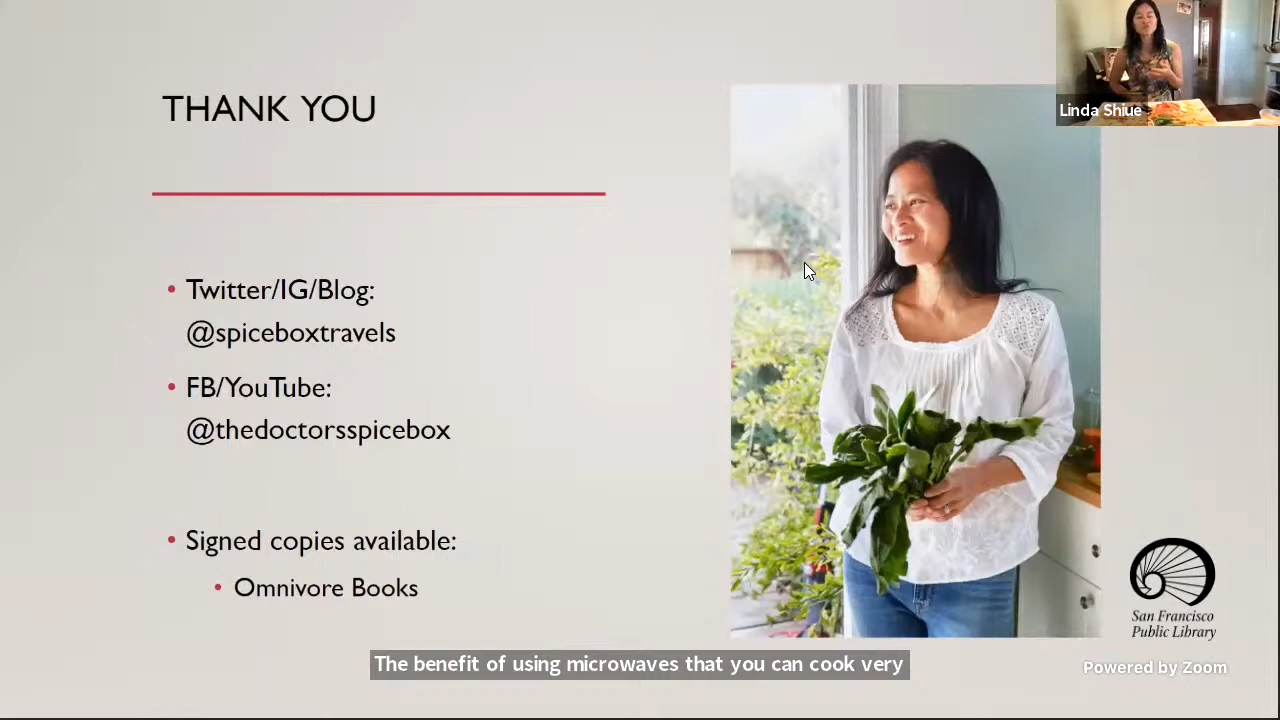 THANK YOU
Linda Shiue
Twitter/IG/Blog:
@spiceboxtravels
FB/YouTube:
@thedoctorsspicebox
Signed copies available:
Omnivore Books
San Francisco
Public Library
The benefit of using microwaves that you can cook very
Powered by Zoom